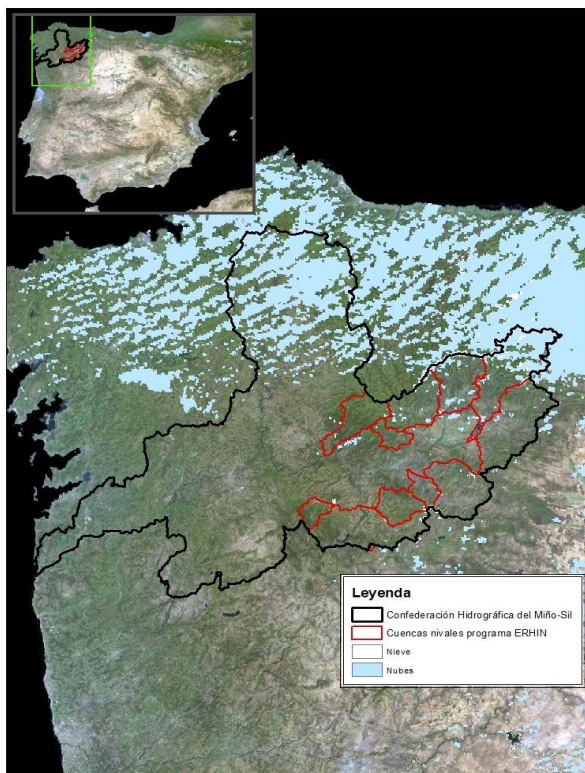 Leyenda
Confederación Hidrográfica del Miño-Sil
Cuencas nivales programa ERHIN
Nieve
Nubes